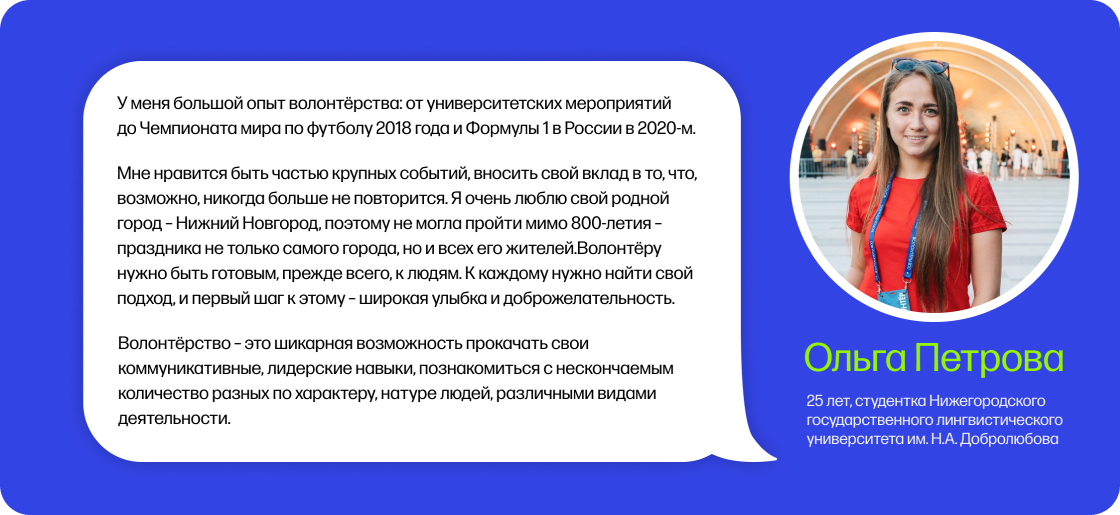 У меня большой опыт волонтёрства: от университетских мероприятий
до Чемпионата мира по футболу 2018 года и Формулы 1 в России в 2020-м.
Мне нравится быть частью крупных событий, вносить свой вклад в то, что,
возможно, никогда больше не повторится. Я очень люблю свой родной
город – Нижний Новгород, поэтому не могла пройти мимо 800-летия –
праздника не только самого города, но и всех его жителей.Волонтёру
нужно быть готовым, прежде всего, к людям. К каждому нужно найти свой
подход, и первый шаг к этому – широкая улыбка и доброжелательность.
Волонтёрство – это шикарная возможность прокачать свои
коммуникативные, лидерские навыки, познакомиться с нескончаемым
количество разных по характеру, натуре людей, различными видами
деятельности.
Ольга Петрова
25 лет, студентка Нижегородского
государственного лингвистического
университета им. Н.А. Добролюбова